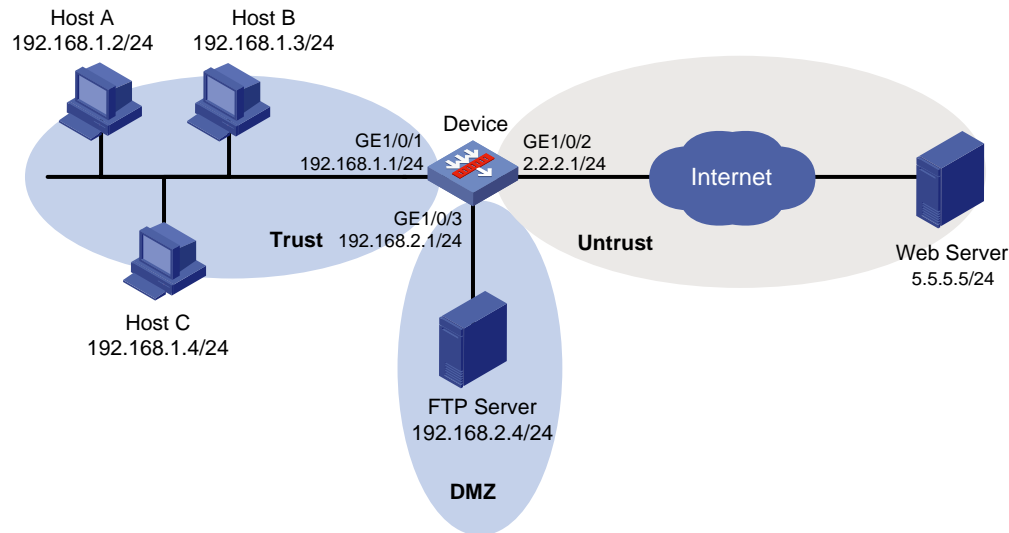 Host A
192.168.1.2/24
Host B
192.168.1.3/24
Device
GE1/0/1
192.168.1.1/24
GE1/0/2
2.2.2.1/24
Internet
GE1/0/3
192.168.2.1/24
Trust
Untrust
Web Server
5.5.5.5/24
Host C
192.168.1.4/24
FTP Server
192.168.2.4/24
DMZ